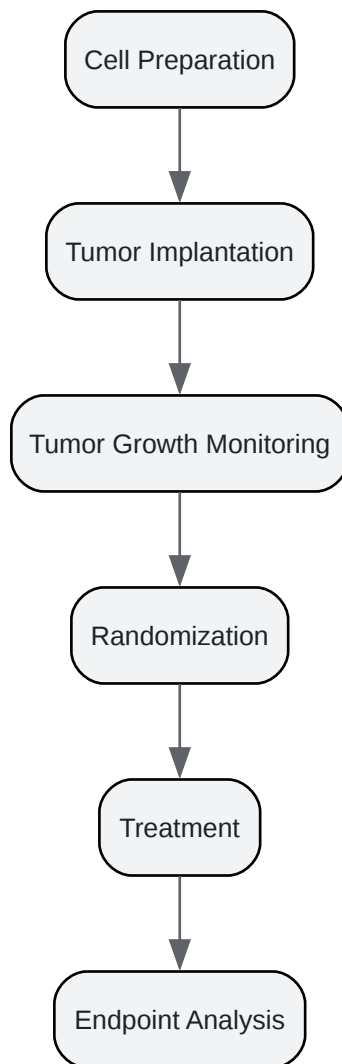 Cell Preparation
Tumor Implantation
Tumor Growth Monitoring
Randomization
Treatment
Endpoint Analysis